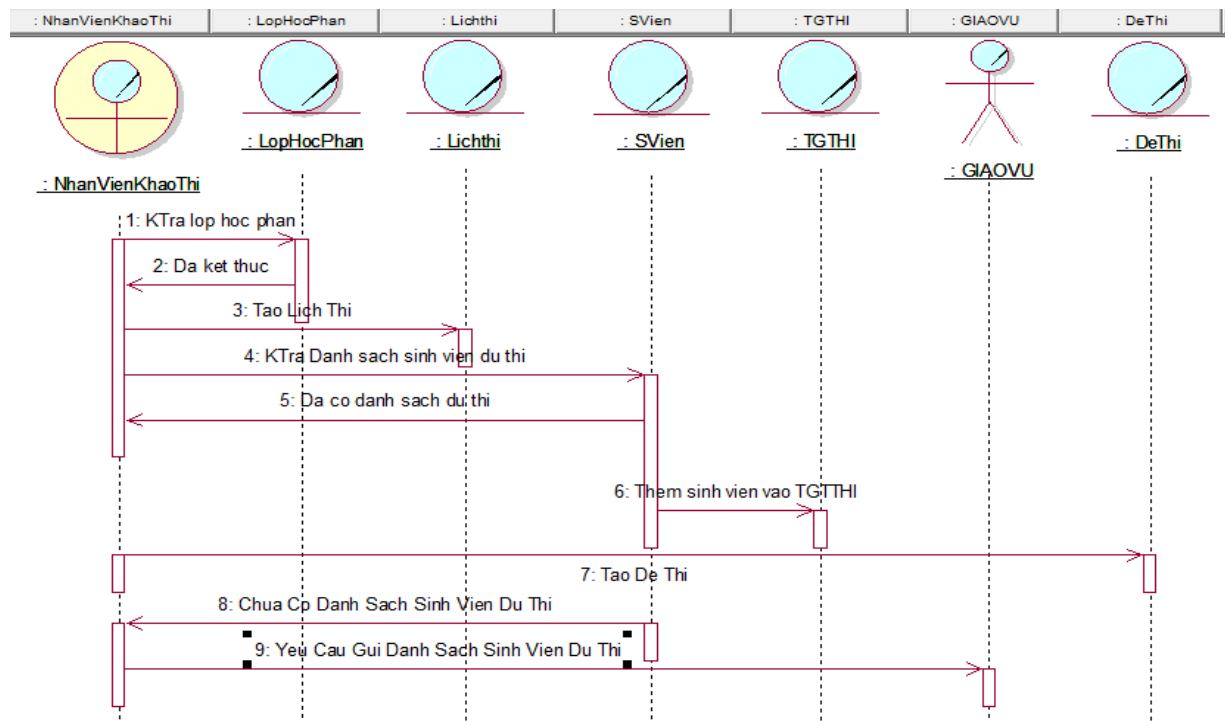 : NhanVienKhaoThi
: LopHocPhan
: Lichthi
: SVien
: TGTHI
: GIAOVU
: DeThi
: NhanVienKhaoThi
: LopHocPhan
: Lichthi
: SVien
: TGTHI
: GIAOVU
: DeThi
1: KTra lop hoc phan
2: Da ket thuc
3: Tao Lich Thi
4: KTra Danh sach sinh vien du thi
5: Da co danh sach du thi
6: Them sinh vien vao TGTTHI
7: Tao De Thi
8: Chua Co Danh Sach Sinh Vien Du Thi
9: Yeu Cau Gui Danh Sach Sinh Vien Du Thi